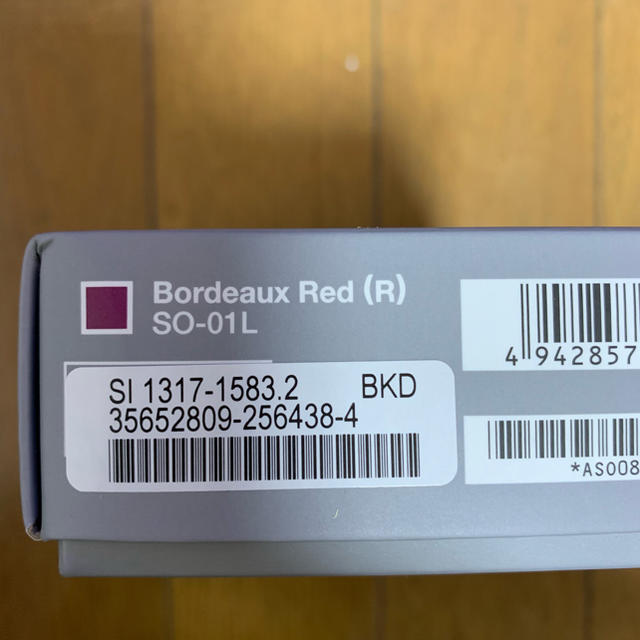 Bordeaux Red (R)
SO-01L
SI 1317-1583.2 BKD
35652809-256438-4
4 942857
*AS008